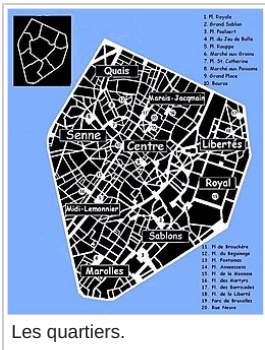 1. Pl. Royale
2. Grand Sablon
3. Pl. Poelaert
4. Pl. du Jeu de Balle
5. Pl. Rouppe
6. Marché aux Grains
7. Pl. St. Catherine
8. Marché aux Poissons
9. Grand Place
10. Bourse
Quais
Marais-Jacqmain
Senne
Centre
Libertés
Royal
Midi-Lemonnier
Sablons
Marolles
11. Pl de Brouckère
12. Pl. du Beguinage
13. Pl. Fontainas
14. Pl. Anneessens
15. Pl. de la Monnaie
16. Pl. des Martyrs
17. Pl. des Barricades
18. Pl. de la Liberté
19. Parc de Bruxelles
20. Rue Neuve
Les quartiers.